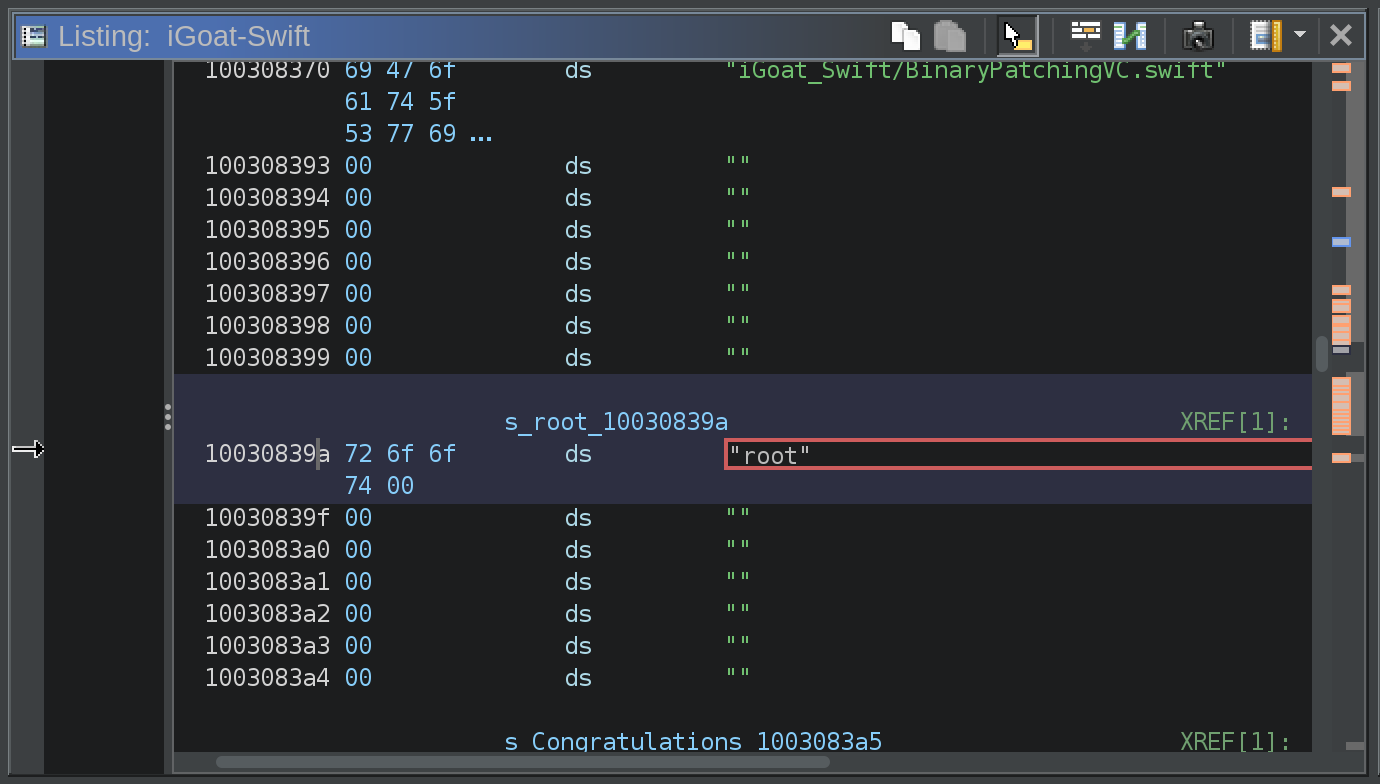 Listing: iGoat-Swift
100308370 69 47 6f ds "iGoat_Swift/BinaryPatchingVC.swift"
61 74 5f
53 77 69 ...
100308393 00 ds ""
100308394 00 ds ""
100308395 00 ds ""
100308396 00 ds ""
100308397 00 ds ""
100308398 00 ds ""
100308399 00 ds ""
s_root_10030839a XREF[1]:
10030839a 72 6f 6f ds "root"
74 00
10030839f 00 ds ""
1003083a0 00 ds ""
1003083a1 00 ds ""
1003083a2 00 ds ""
1003083a3 00 ds ""
1003083a4 00 ds ""
s_Congratulations_1003083a5 XREF[1]: